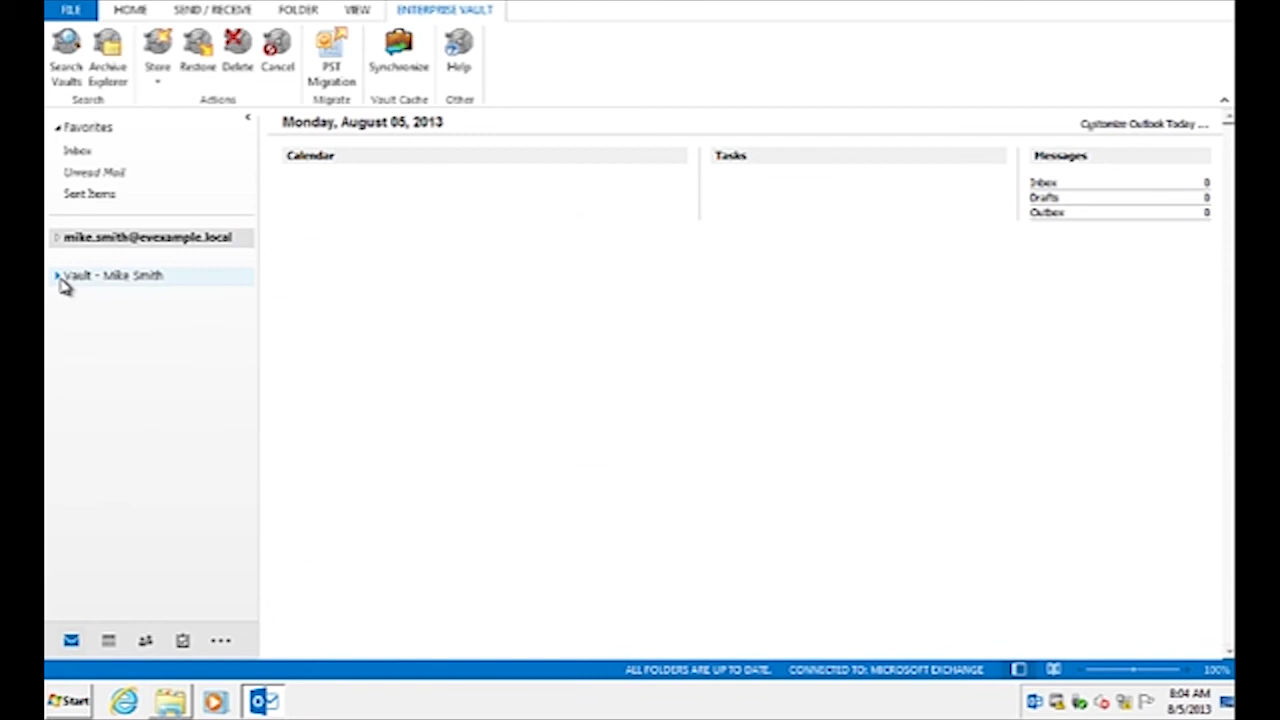 FILE HOME SEND / RECEIVE FOLDER VIEW ENTERPRISE VAULT
Search Vaults Archive Explorer Store Restore Delete Cancel PST Migration Synchronize Help
Search Actions Migrate Vault Cache Other
Favorites
Inbox
Unread Mail
Sent Items
mike.smith@evexample.local
Vault - Mike Smith
Monday, August 05, 2013
Customize Outlook Today ...
Calendar Tasks Messages
Inbox 0
Drafts 0
Outbox 0
ALL FOLDERS ARE UP TO DATE. CONNECTED TO: MICROSOFT EXCHANGE 100%
Start
8:04 AM
8/5/2013